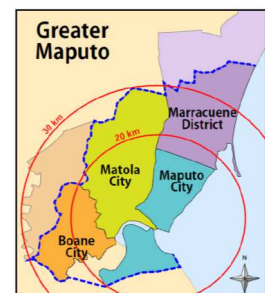 Greater
Maputo
30 km
20 km
Marracuene
District
Matola
City
Maputo
City
Boane
City
N